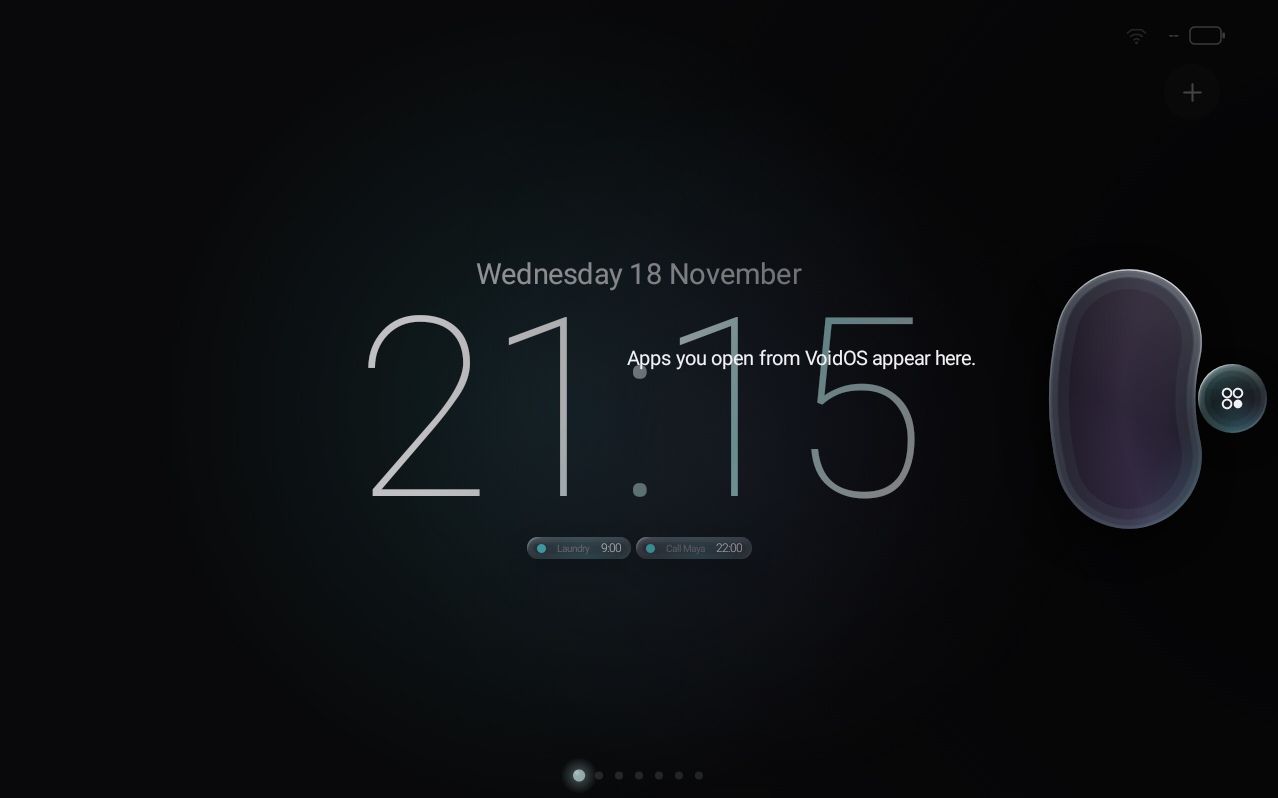 --
Wednesday 18 November
21:15
Apps you open from VoidOS appear here.
Laundry 9:00
Call Maya 22:00